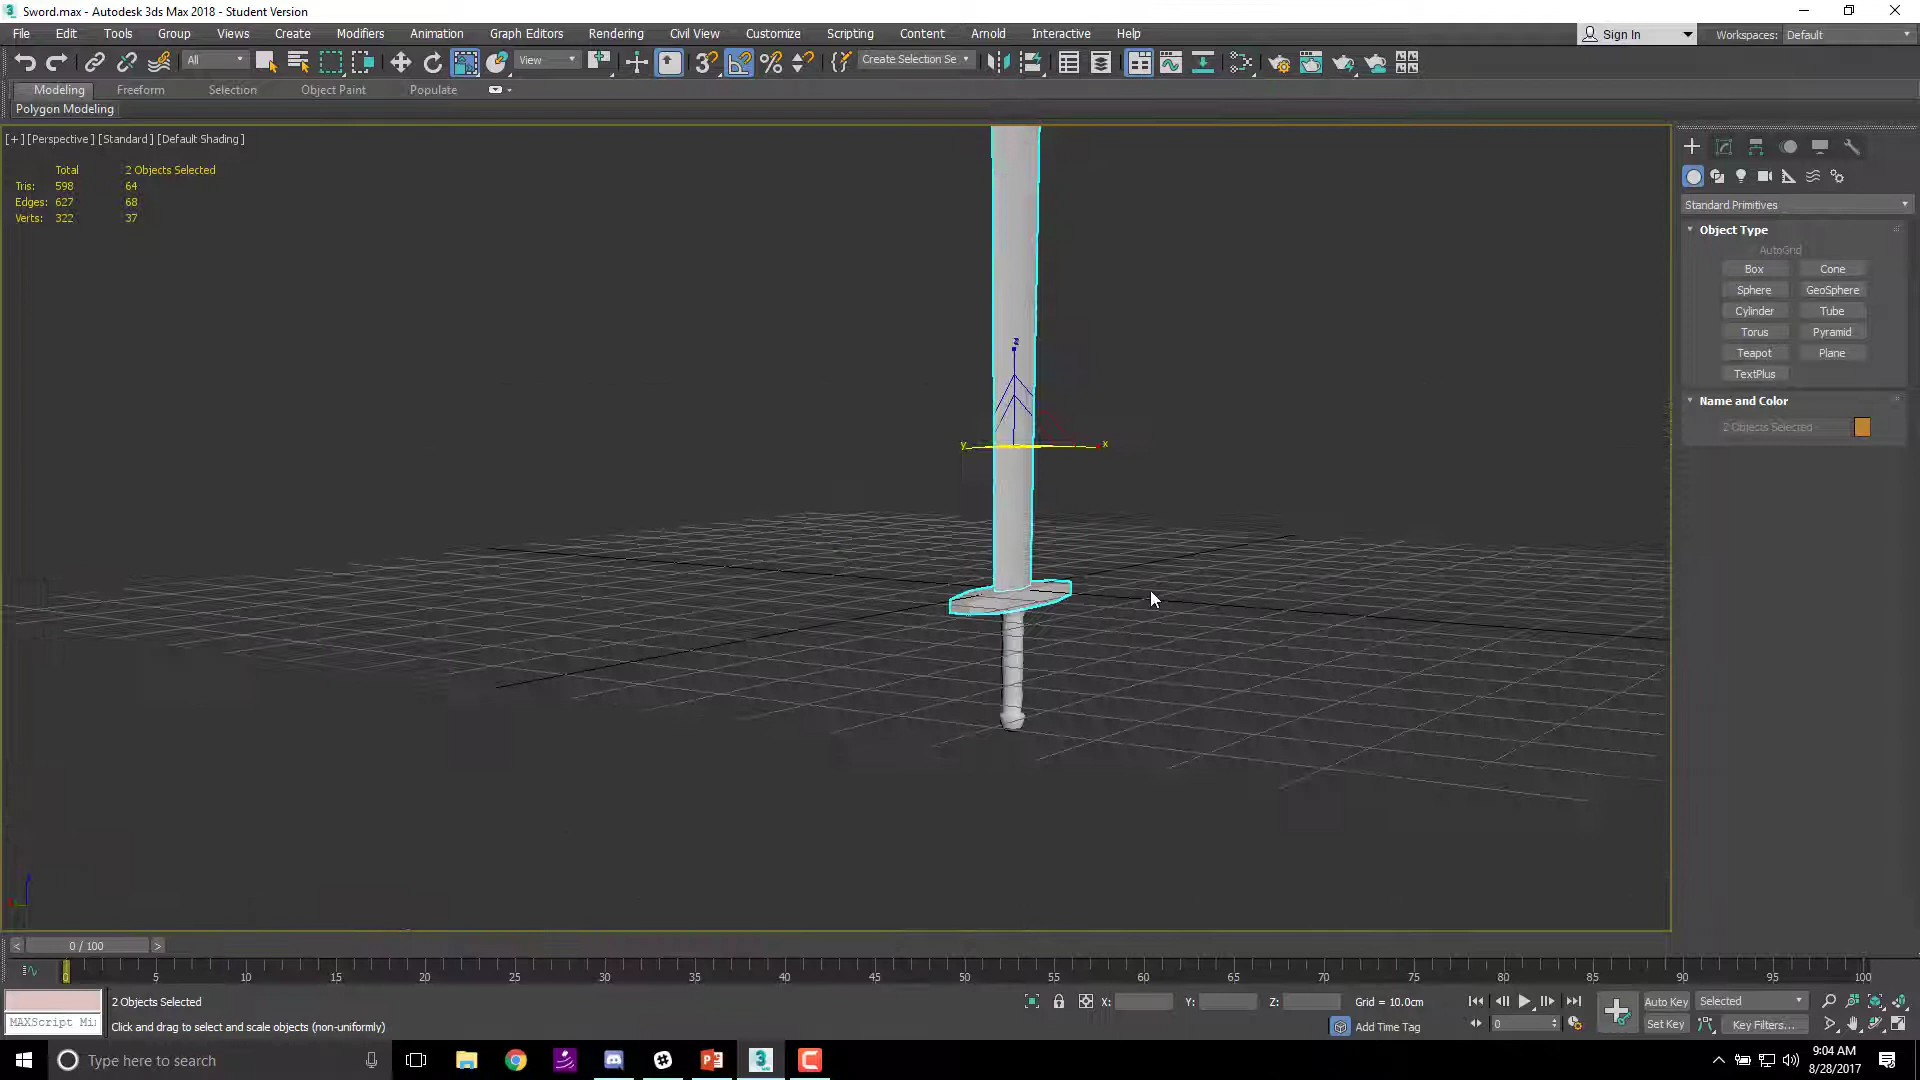 Sword.max - Autodesk 3ds Max 2018 - Student Version
File Edit Tools Group Views Create Modifiers Animation Graph Editors Rendering Civil View Customize Scripting Content Arnold Interactive Help
Sign In Workspaces: Default
All View Create Selection Se
Modeling Freeform Selection Object Paint Populate
Polygon Modeling
[+] [Perspective] [Standard] [Default Shading]
Total 2 Objects Selected
Tris: 598 64
Edges: 627 68
Verts: 322 37
z
y x
Standard Primitives
Object Type
AutoGrid
Box Cone
Sphere GeoSphere
Cylinder Tube
Torus Pyramid
Teapot Plane
TextPlus
Name and Color
2 Objects Selected
< 0 / 100 >
0 5 10 15 20 25 30 35 40 45 50 55 60 65 70 75 80 85 90 95 100
2 Objects Selected X: Y: Z: Grid = 10.0cm Auto Key Selected
MAXScript Mi Click and drag to select and scale objects (non-uniformly) Add Time Tag 0 Set Key Key Filters...
Type here to search
9:04 AM
8/28/2017